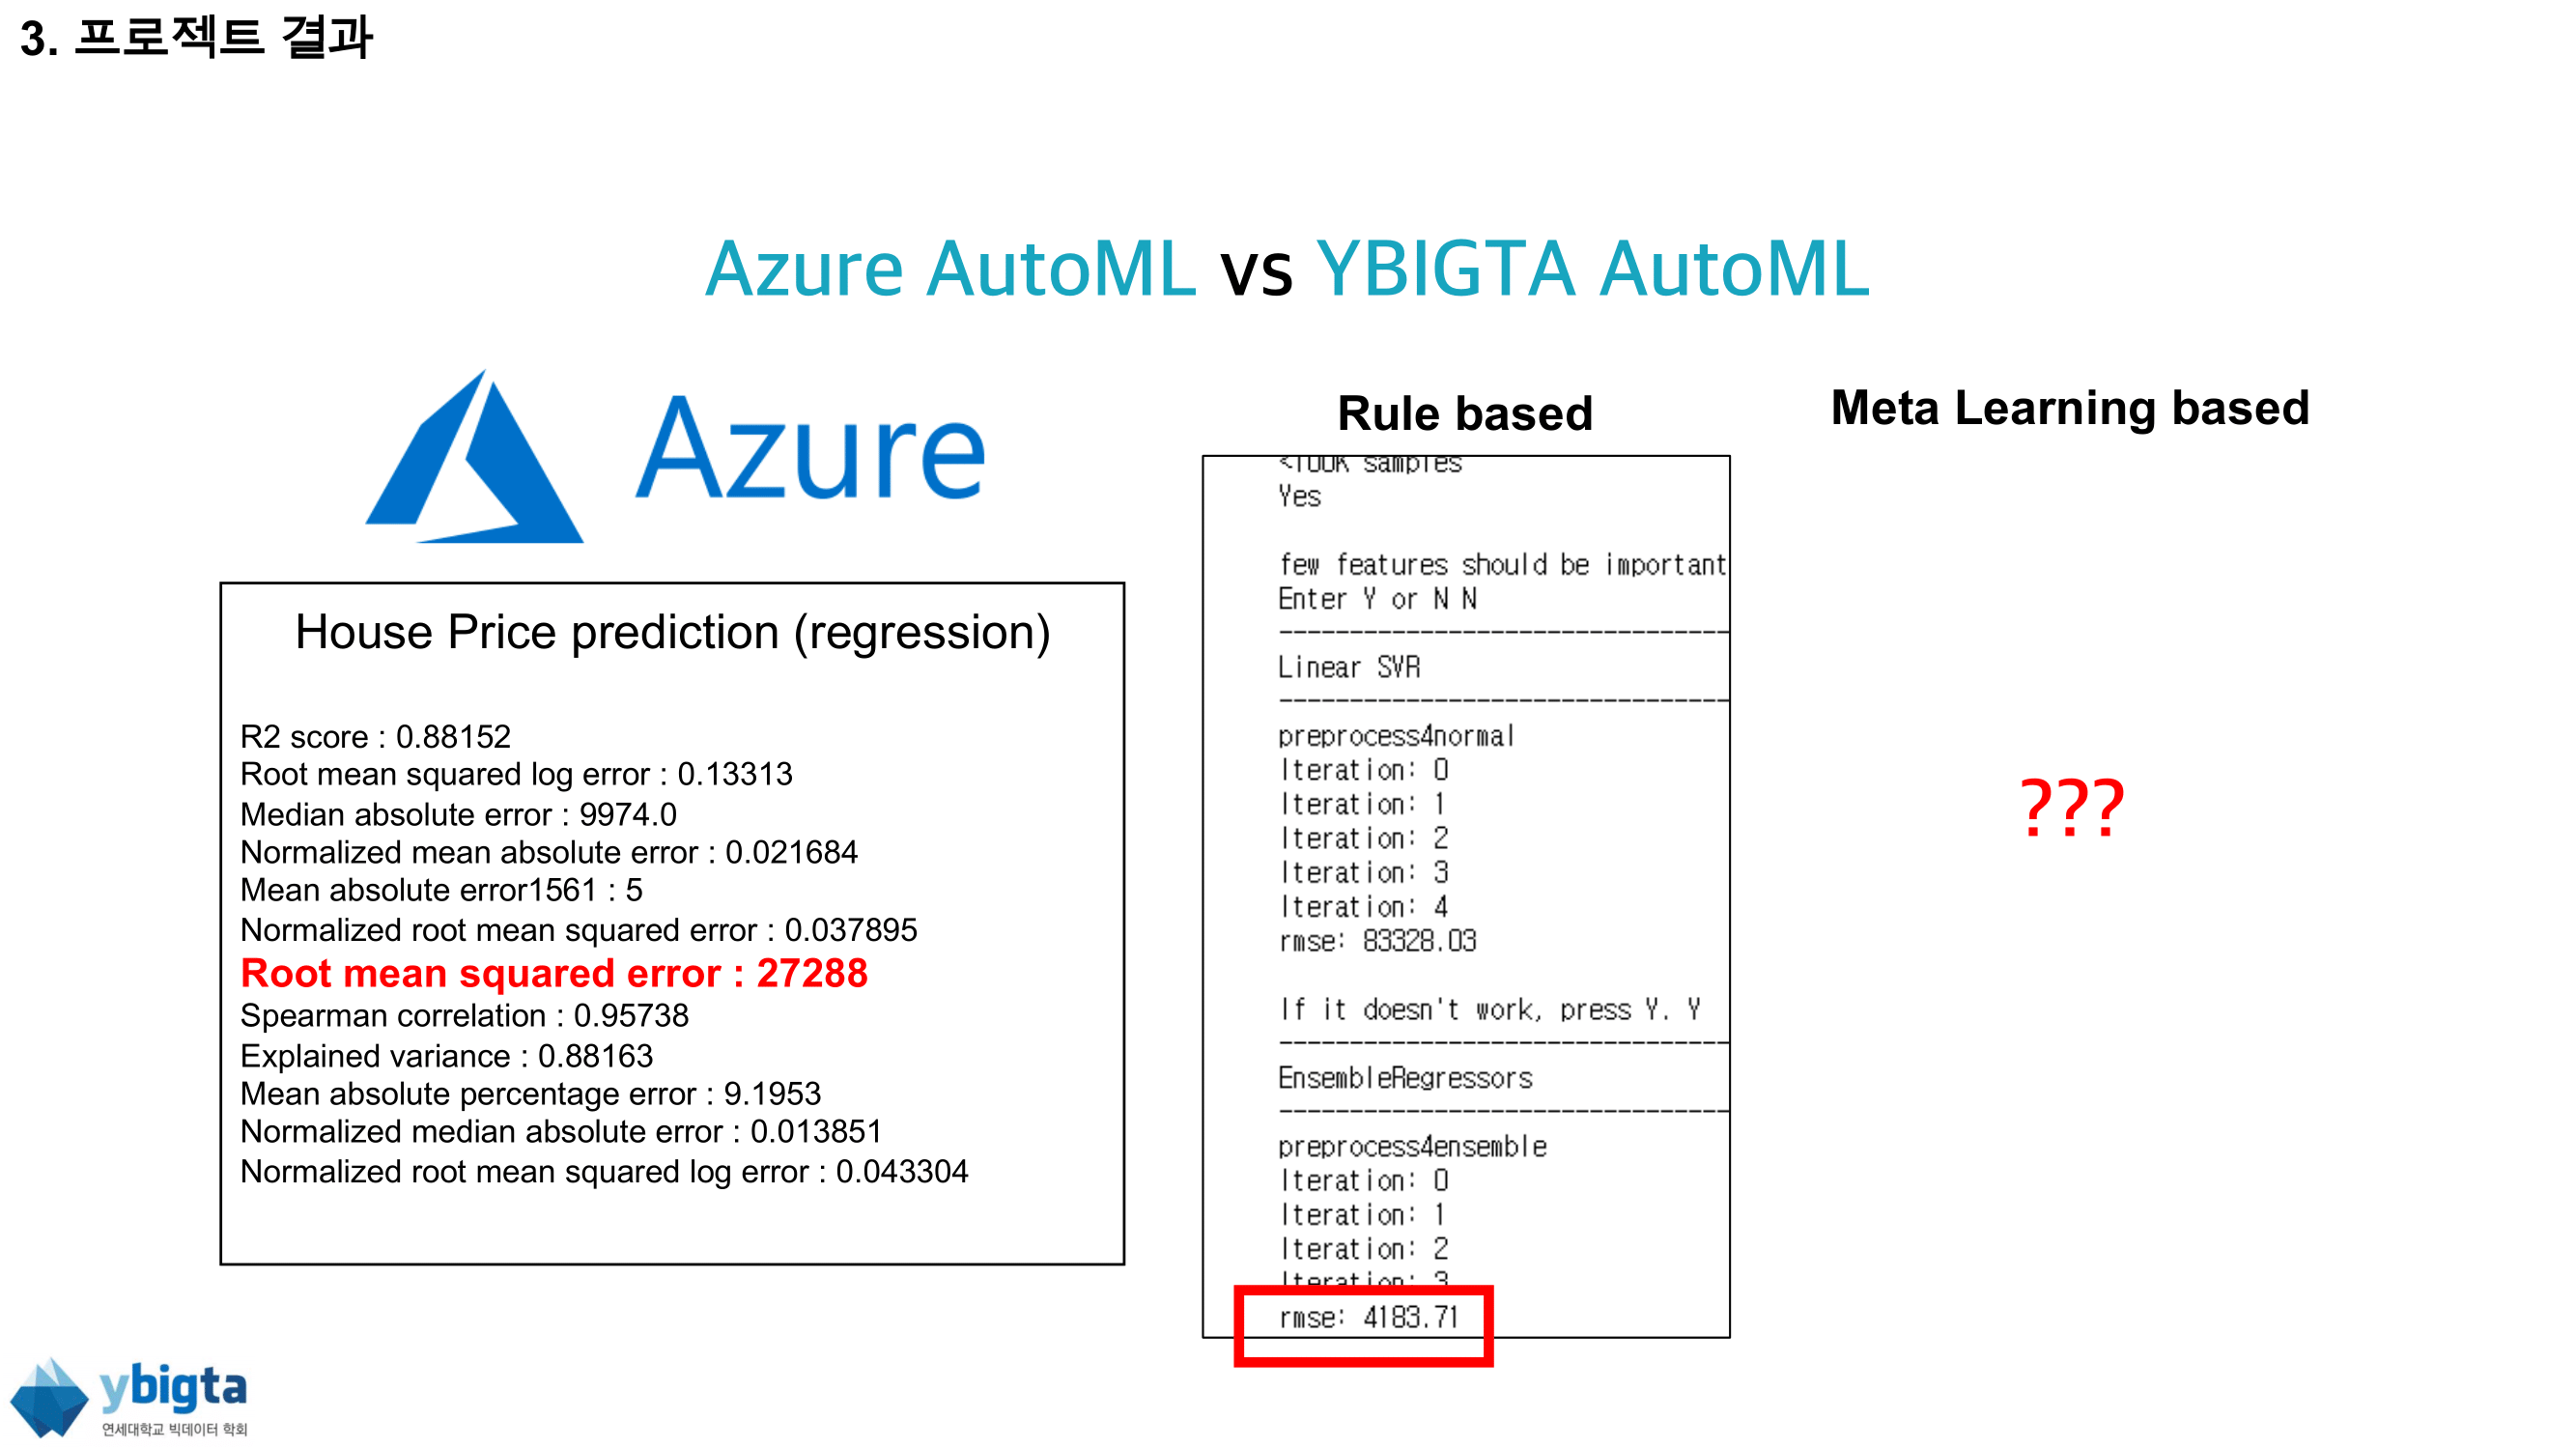 3. 프로젝트 결과
Azure AutoML vs YBIGTA AutoML
Azure
House Price prediction (regression)
R2 score : 0.88152
Root mean squared log error : 0.13313
Median absolute error : 9974.0
Normalized mean absolute error : 0.021684
Mean absolute error1561 : 5
Normalized root mean squared error : 0.037895
Root mean squared error : 27288
Spearman correlation : 0.95738
Explained variance : 0.88163
Mean absolute percentage error : 9.1953
Normalized median absolute error : 0.013851
Normalized root mean squared log error : 0.043304
Rule based
<100K samples
Yes
few features should be important
Enter Y or N N
------------------------------
Linear SVR
------------------------------
preprocess4normal
Iteration: 0
Iteration: 1
Iteration: 2
Iteration: 3
Iteration: 4
rmse: 83328.03
If it doesn't work, press Y. Y
------------------------------
EnsembleRegressors
------------------------------
preprocess4ensemble
Iteration: 0
Iteration: 1
Iteration: 2
Iteration: 3
rmse: 4183.71
Meta Learning based
???
ybigta
연세대학교 빅데이터 학회